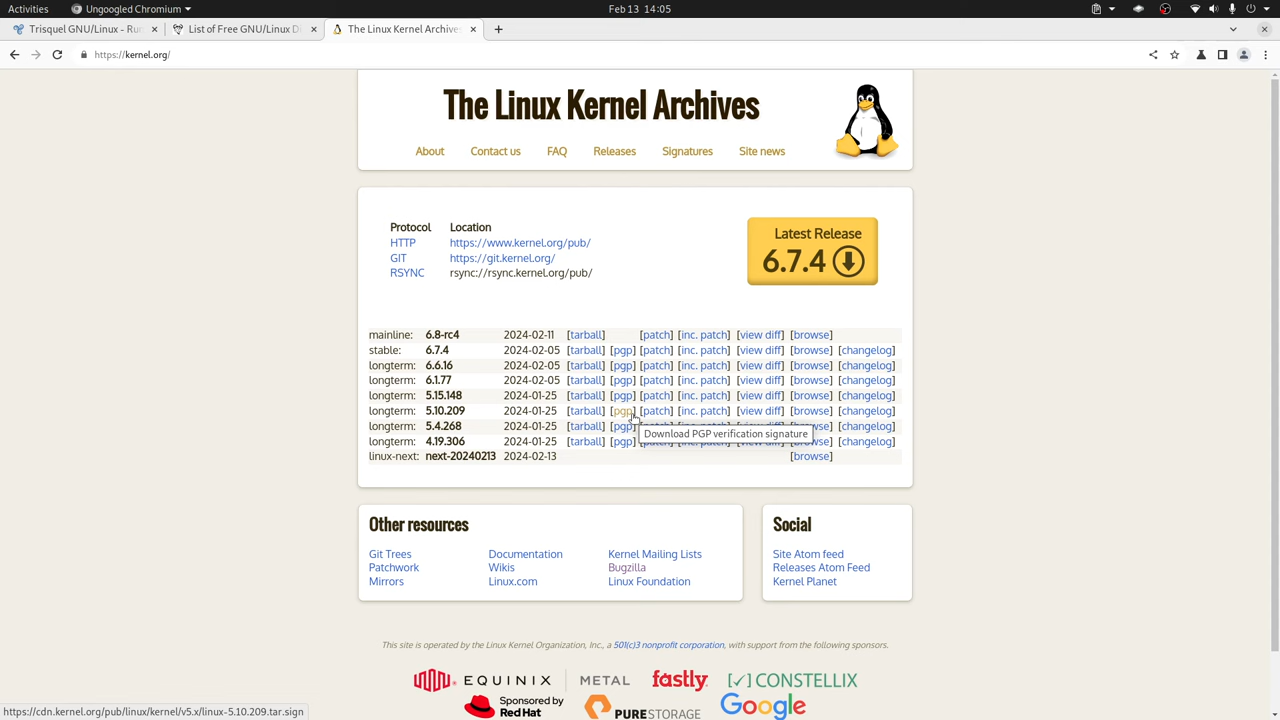 Activities Ungoogled Chromium Feb 13 14:05
Trisquel GNU/Linux - Ru List of Free GNU/Linux D The Linux Kernel Archives
https://kernel.org/
The Linux Kernel Archives
About Contact us FAQ Releases Signatures Site news
Protocol Location
HTTP https://www.kernel.org/pub/
GIT https://git.kernel.org/
RSYNC rsync://rsync.kernel.org/pub/
Latest Release
6.7.4
mainline: 6.8-rc4 2024-02-11 [tarball] [patch] [inc. patch] [view diff] [browse]
stable: 6.7.4 2024-02-05 [tarball] [pgp] [patch] [inc. patch] [view diff] [browse] [changelog]
longterm: 6.6.16 2024-02-05 [tarball] [pgp] [patch] [inc. patch] [view diff] [browse] [changelog]
longterm: 6.1.77 2024-02-05 [tarball] [pgp] [patch] [inc. patch] [view diff] [browse] [changelog]
longterm: 5.15.148 2024-01-25 [tarball] [pgp] [patch] [inc. patch] [view diff] [browse] [changelog]
longterm: 5.10.209 2024-01-25 [tarball] [pgp] [patch] [inc. patch] [view diff] [browse] [changelog]
longterm: 5.4.268 2024-01-25 [tarball] [pgp] [patch] [inc. patch] [view diff] [browse] [changelog]
Download PGP verification signature
longterm: 4.19.306 2024-01-25 [tarball] [pgp] [patch] [inc. patch] [view diff] [browse] [changelog]
linux-next: next-20240213 2024-02-13 [browse]
Other resources
Git Trees Documentation Kernel Mailing Lists
Patchwork Wikis Bugzilla
Mirrors Linux.com Linux Foundation
Social
Site Atom feed
Releases Atom Feed
Kernel Planet
This site is operated by the Linux Kernel Organization, Inc., a 501(c)3 nonprofit corporation, with support from the following sponsors.
EQUINIX METAL fastly CONSTELLIX
Sponsored by Red Hat PURESTORAGE Google
https://cdn.kernel.org/pub/linux/kernel/v5.x/linux-5.10.209.tar.sign